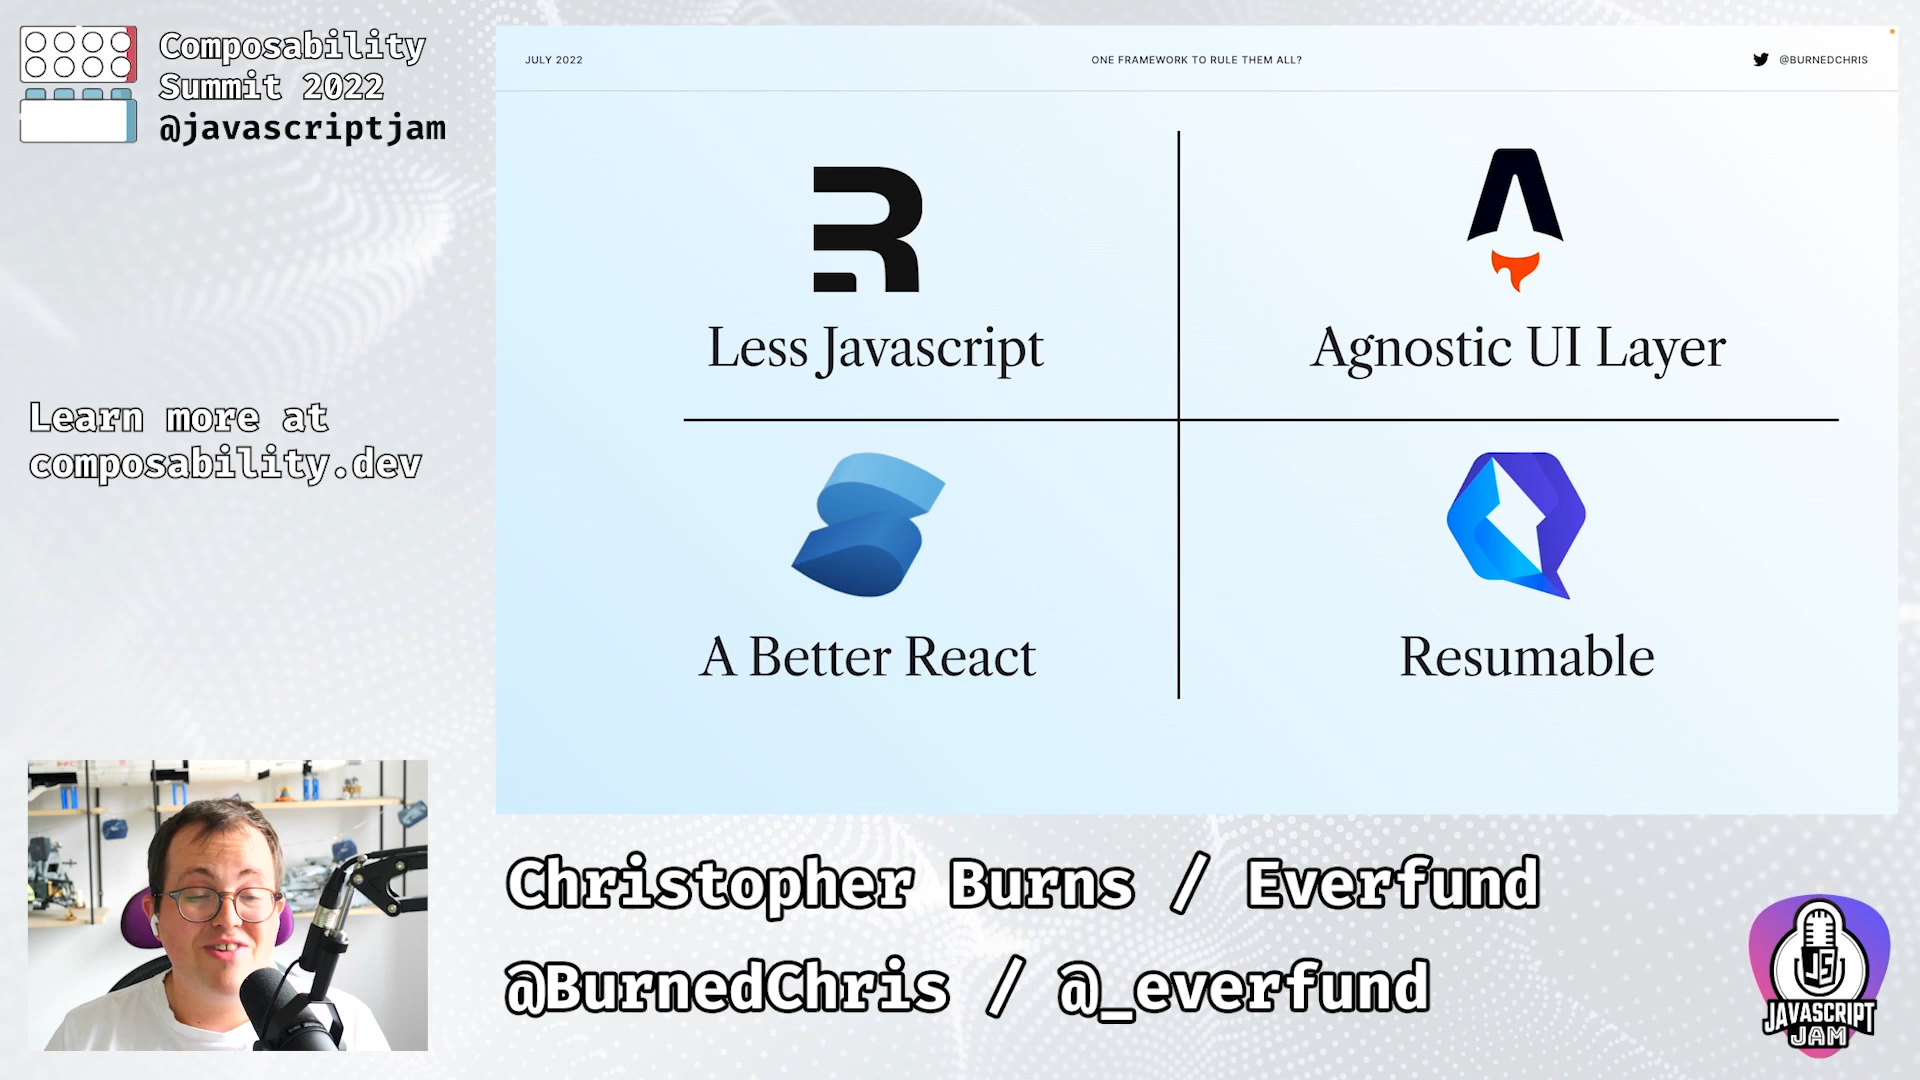 Composability
Summit 2022
@javascriptjam
Learn more at
composability.dev
JULY 2022
ONE FRAMEWORK TO RULE THEM ALL?
@BURNEDCHRIS
Less Javascript
Agnostic UI Layer
A Better React
Resumable
Christopher Burns / Everfund
@BurnedChris / @_everfund
JS
JAVASCRIPT
JAM